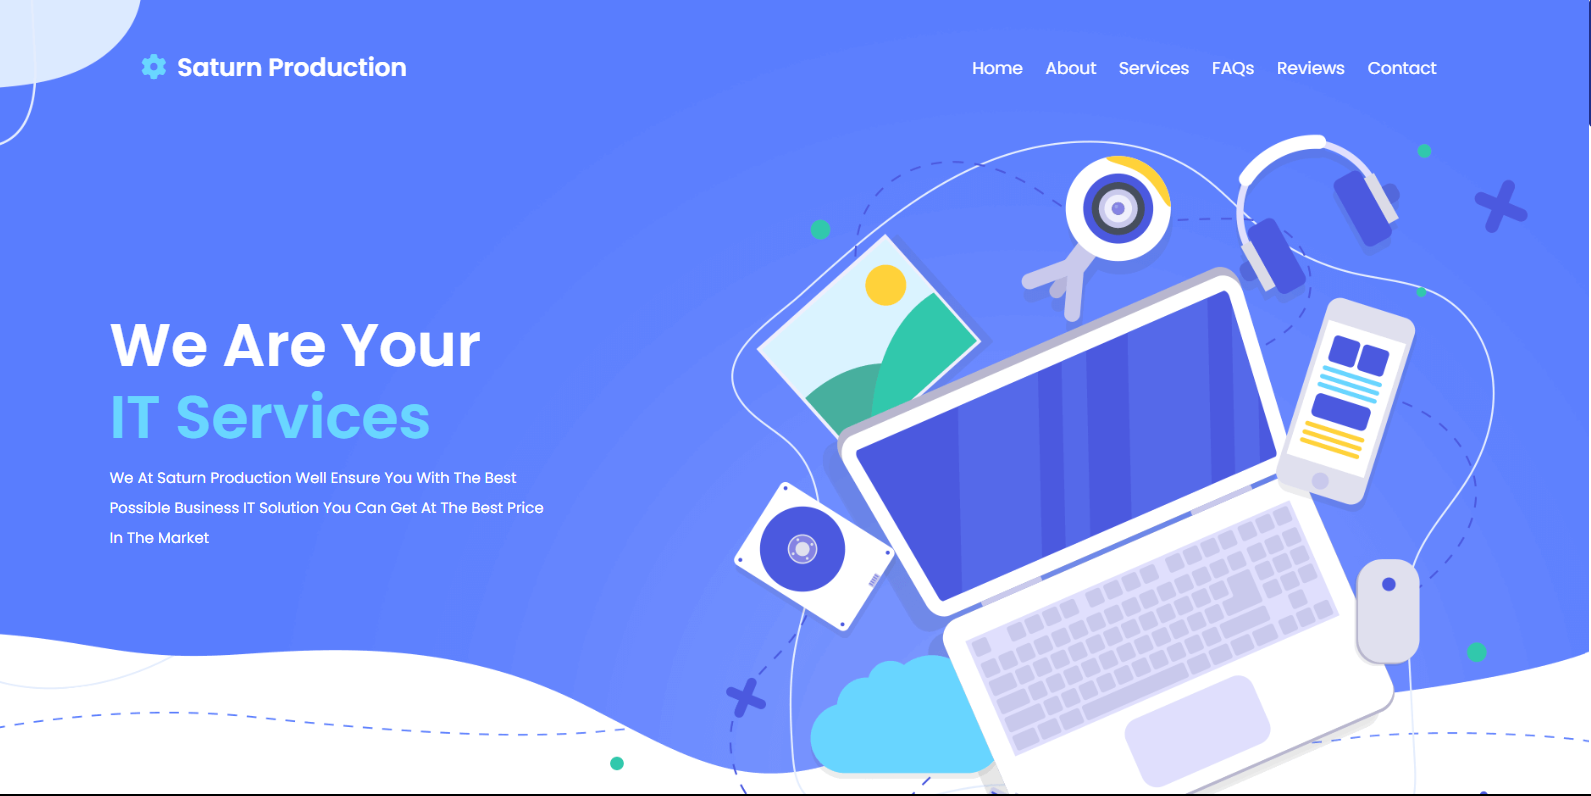 Saturn Production
Home About Services FAQs Reviews Contact
We Are Your
IT Services
We At Saturn Production Well Ensure You With The Best
Possible Business IT Solution You Can Get At The Best Price
In The Market